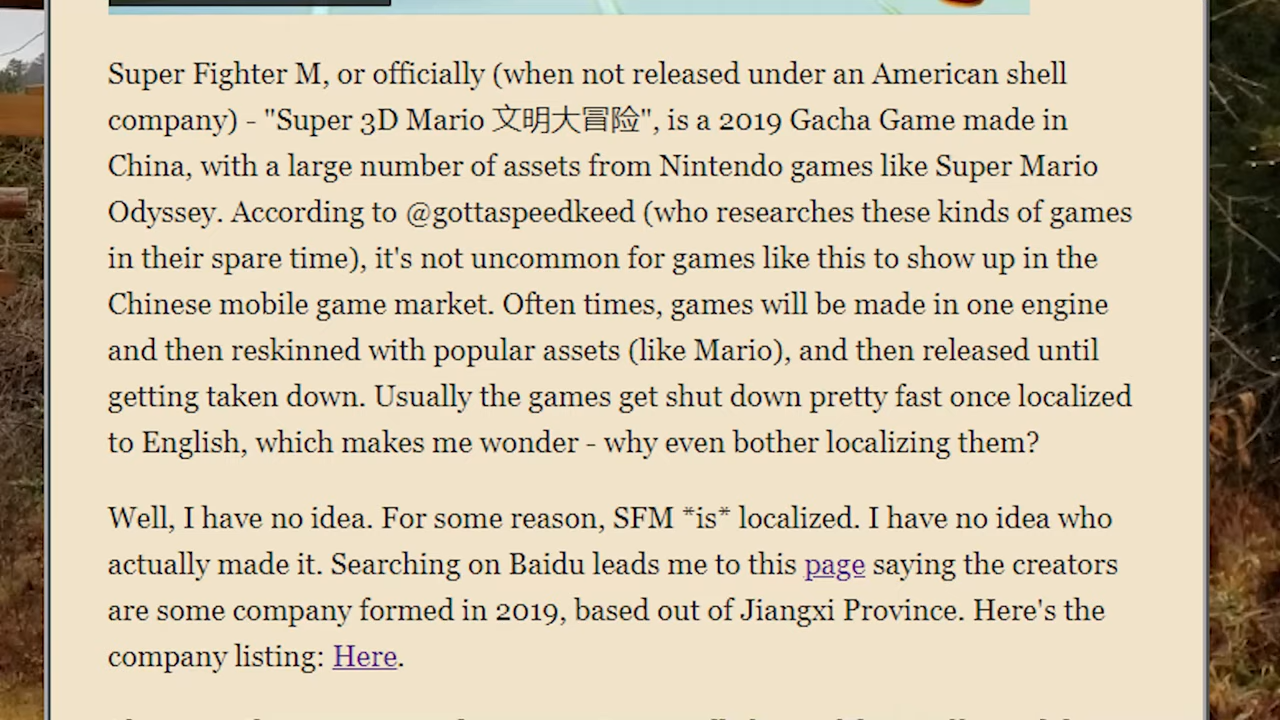 Super Fighter M, or officially (when not released under an American shell
company) - "Super 3D Mario 文明大冒险", is a 2019 Gacha Game made in
China, with a large number of assets from Nintendo games like Super Mario
Odyssey. According to @gottaspeedkeed (who researches these kinds of games
in their spare time), it's not uncommon for games like this to show up in the
Chinese mobile game market. Often times, games will be made in one engine
and then reskinned with popular assets (like Mario), and then released until
getting taken down. Usually the games get shut down pretty fast once localized
to English, which makes me wonder - why even bother localizing them?
Well, I have no idea. For some reason, SFM *is* localized. I have no idea who
actually made it. Searching on Baidu leads me to this page saying the creators
are some company formed in 2019, based out of Jiangxi Province. Here's the
company listing: Here.